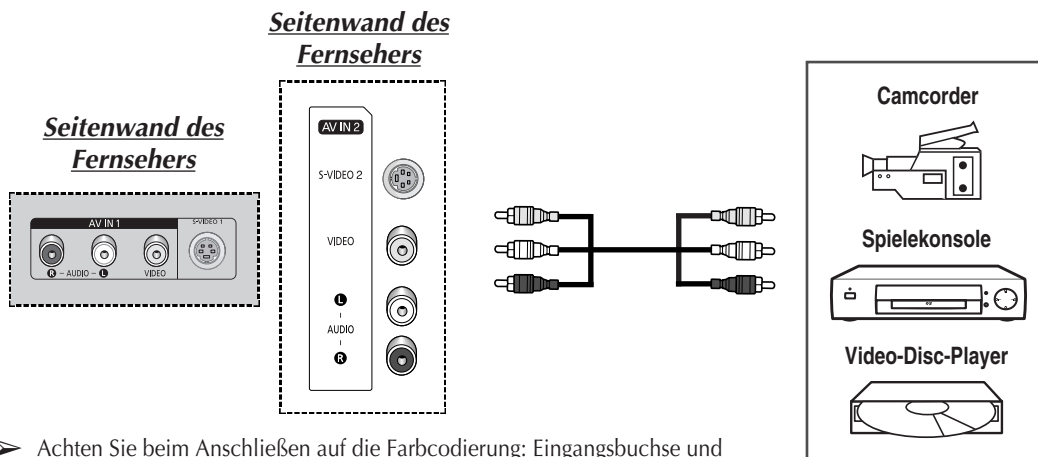 Seitenwand des
Fernsehers
Seitenwand des
Fernsehers
AV IN 1
S-VIDEO 1
R - AUDIO - L
VIDEO
AV IN 2
S-VIDEO 2
VIDEO
L
-
AUDIO
-
R
Camcorder
Spielekonsole
Video-Disc-Player
➢ Achten Sie beim Anschließen auf die Farbcodierung: Eingangsbuchse und